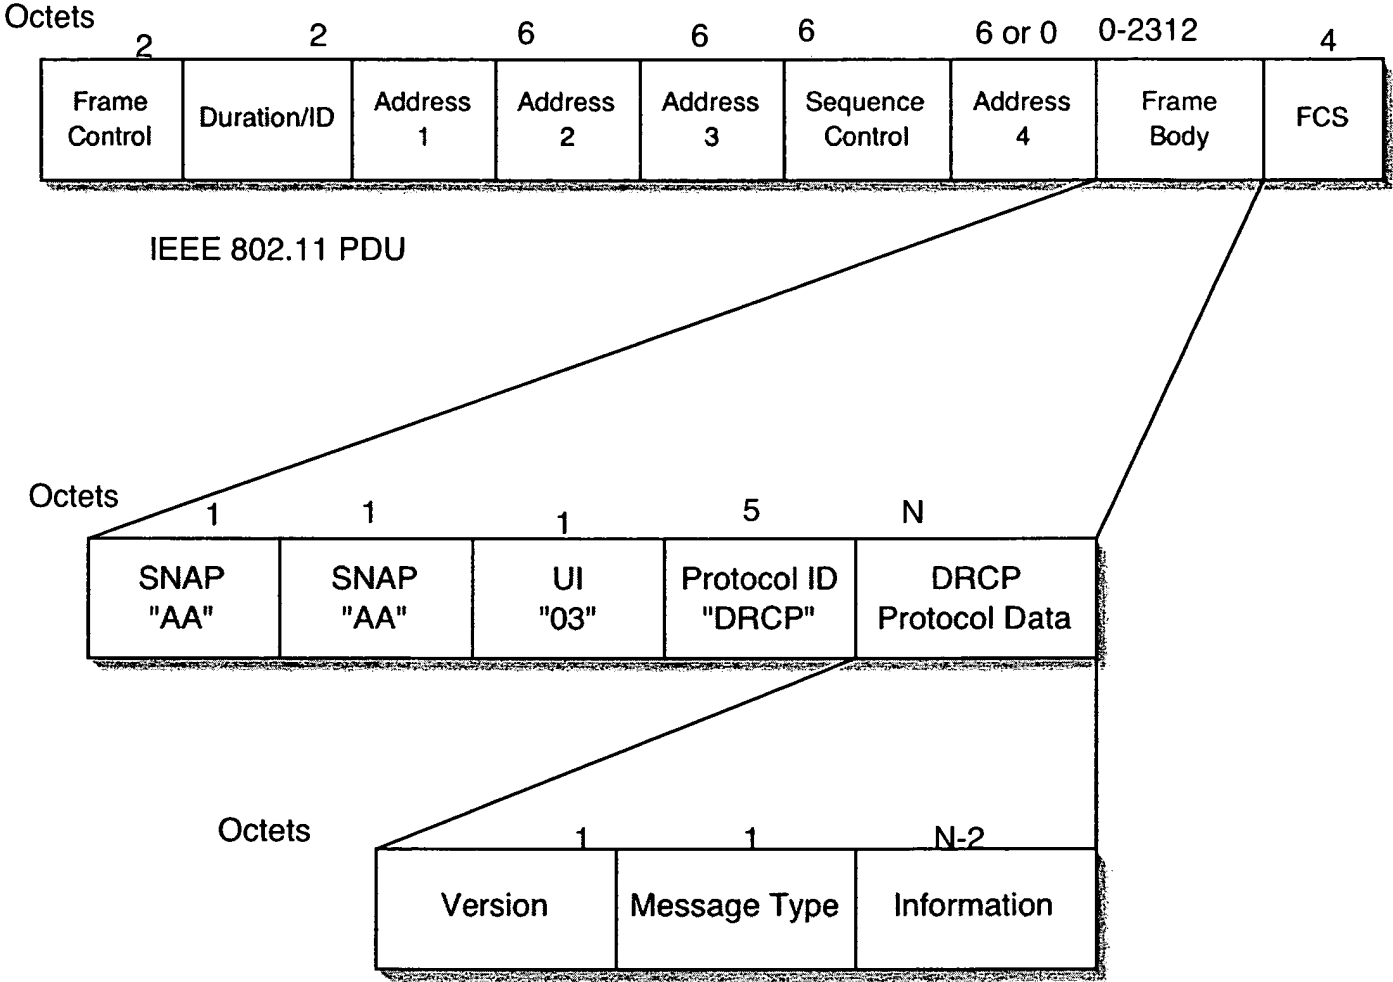 Octets
2 2 6 6 6 6 or 0 0-2312 4
Frame Control
Duration/ID
Address 1
Address 2
Address 3
Sequence Control
Address 4
Frame Body
FCS
IEEE 802.11 PDU
Octets
1 1 1 5 N
SNAP "AA"
SNAP "AA"
UI "03"
Protocol ID "DRCP"
DRCP Protocol Data
Octets
1 1 N-2
Version
Message Type
Information